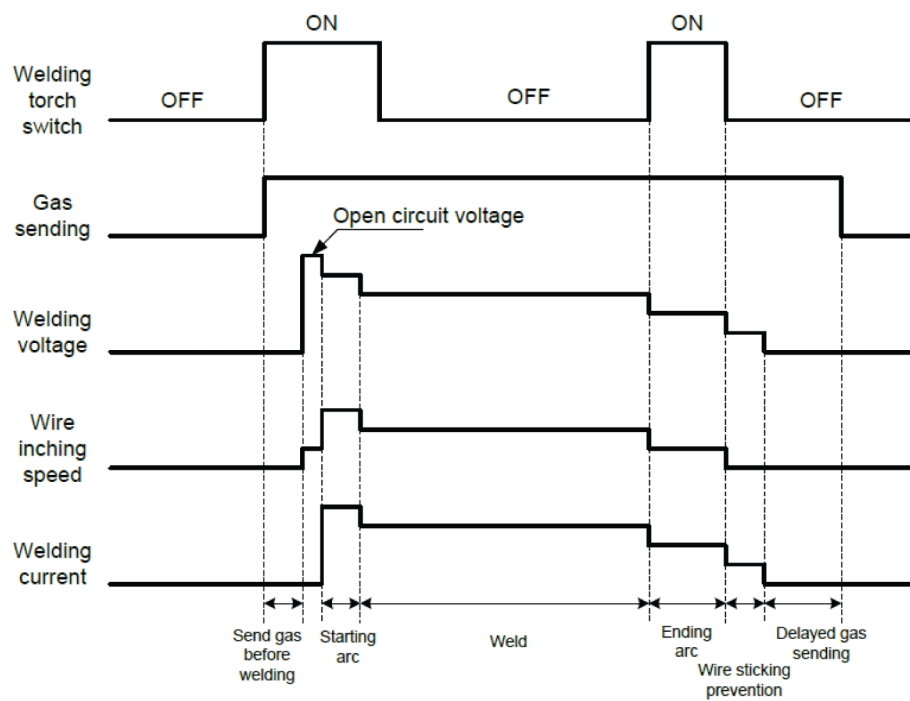 ON
ON
Welding
torch
switch
OFF
OFF
OFF
Gas
sending
Open circuit voltage
Welding
voltage
Wire
inching
speed
Welding
current
Send gas
before
welding
Starting
arc
Weld
Ending
arc
Wire sticking
prevention
Delayed gas
sending